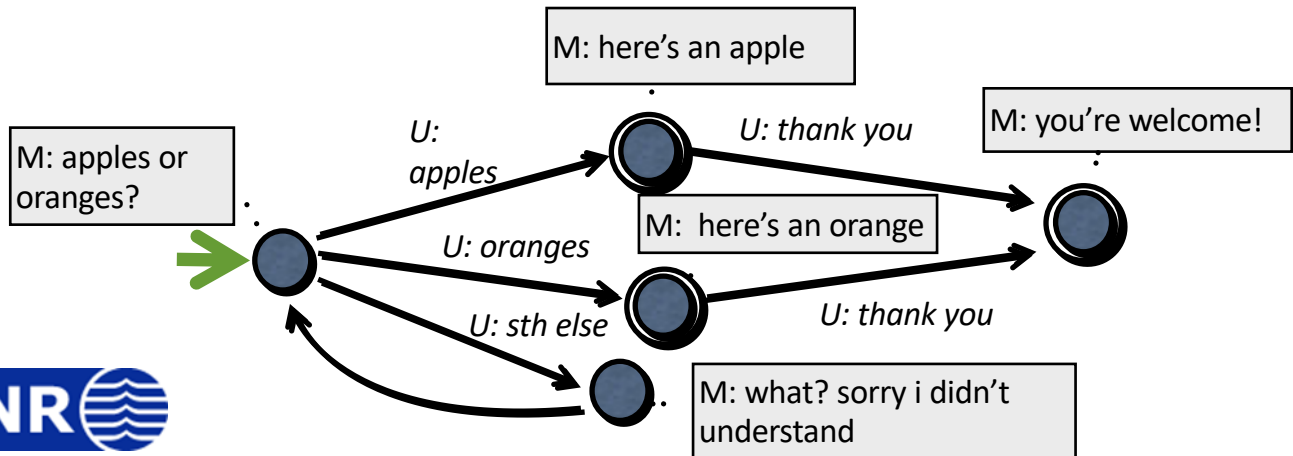 M: here's an apple
U:
apples
U: thank you
M: you're welcome!
M: apples or
oranges?
M:  here's an orange
U: oranges
U: thank you
U: sth else
M: what? sorry i didn't
understand
NR